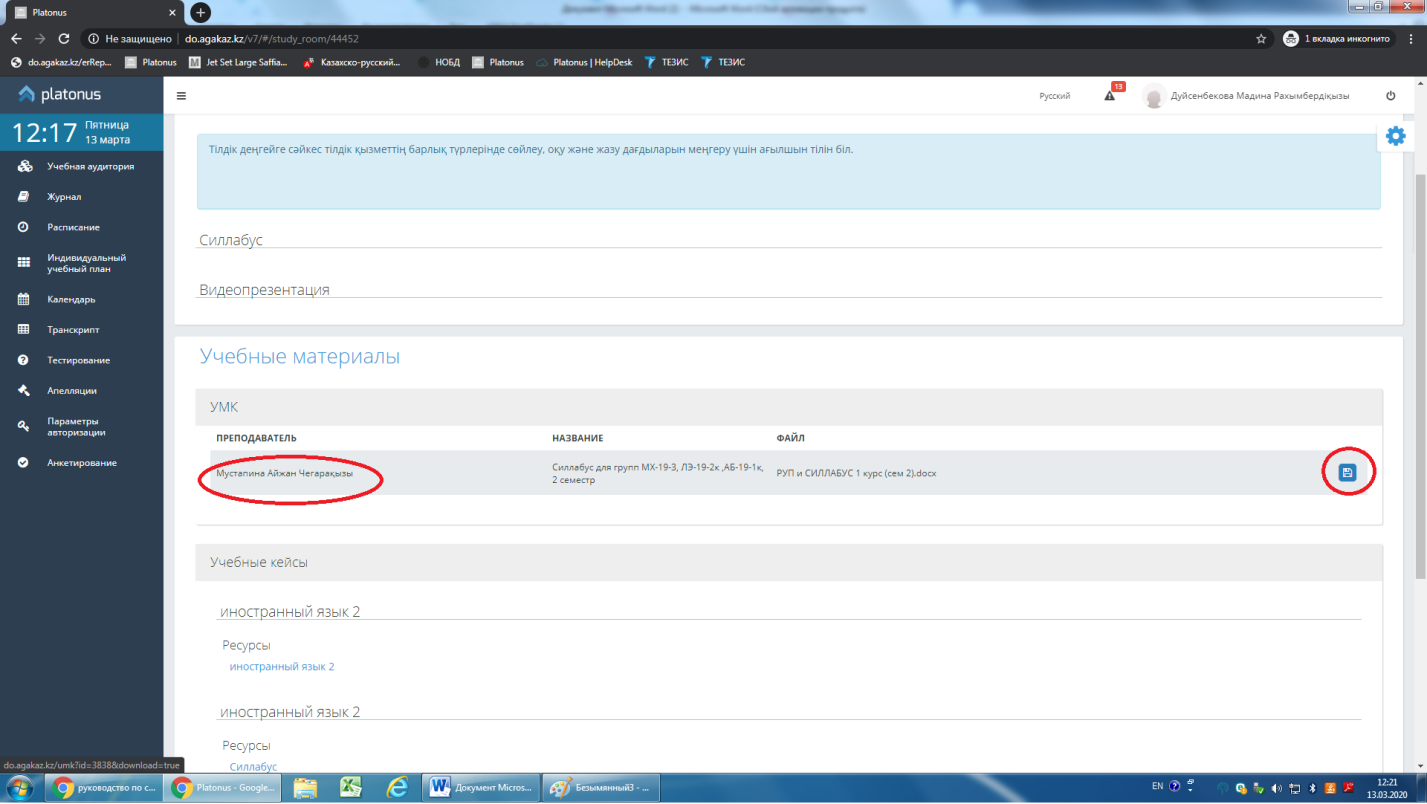 Platonus
Не защищено | do.agakaz.kz/v7/#/study_room/44452
1 вкладка инкогнито
do.agakaz.kz/erRep... Platonus Jet Set Large Saffia... Казахско-русский... НОБД Platonus Platonus | HelpDesk ТЕЗИС ТЕЗИС
platonus
Русский 13 Дуйсенбекова Мадина Рахымбердіқызы
12:17 Пятница
13 марта
Учебная аудитория
Журнал
Расписание
Индивидуальный
учебный план
Календарь
Транскрипт
Тестирование
Апелляции
Параметры
авторизации
Анкетирование
Тілдік деңгейге сәйкес тілдік қызметтің барлық түрлерінде сөйлеу, оқу және жазу дағдыларын меңгеру үшін ағылшын тілін біл.
Силлабус
Видеопрезентация
Учебные материалы
УМК
ПРЕПОДАВАТЕЛЬ НАЗВАНИЕ ФАЙЛ
Мустапина Айжан Чегарақызы Силлабус для групп МХ-19-3, ЛЭ-19-2к ,АБ-19-1к,
2 семестр
РУП и СИЛЛАБУС 1 курс (сем 2).docx
Учебные кейсы
иностранный язык 2
Ресурсы
иностранный язык 2
иностранный язык 2
Ресурсы
Силлабус
do.agakaz.kz/umk?id=3838&download=true
руководство по с... Platonus - Google... Документ Micros... Безымянный3 - ...
EN 12:21
13.03.2020